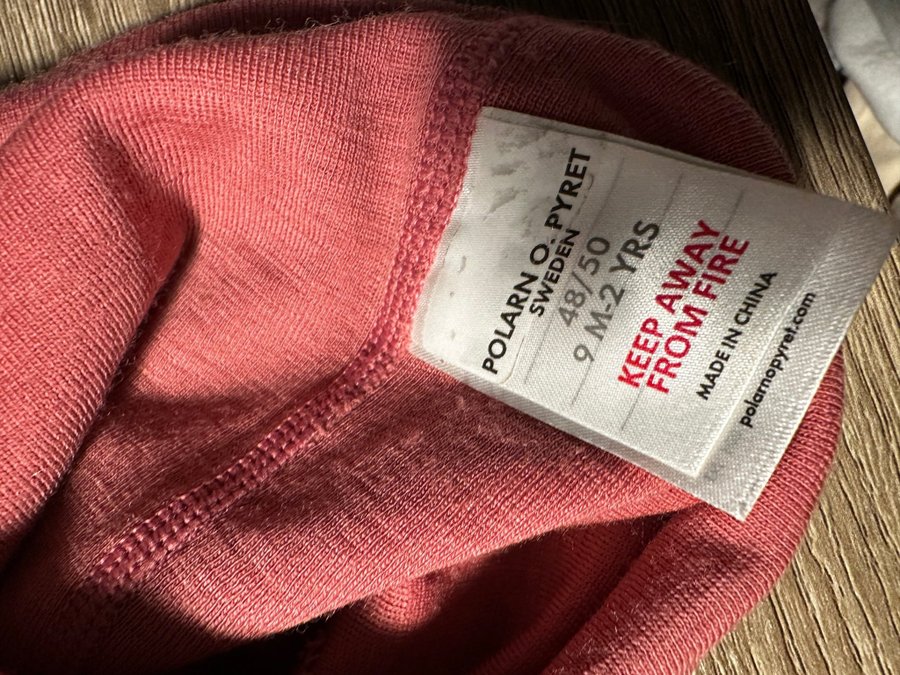 POLARN O. PYRET
SWEDEN
48/50
9 M-2 YRS
KEEP AWAY
FROM FIRE
MADE IN CHINA
polarnopyret.com